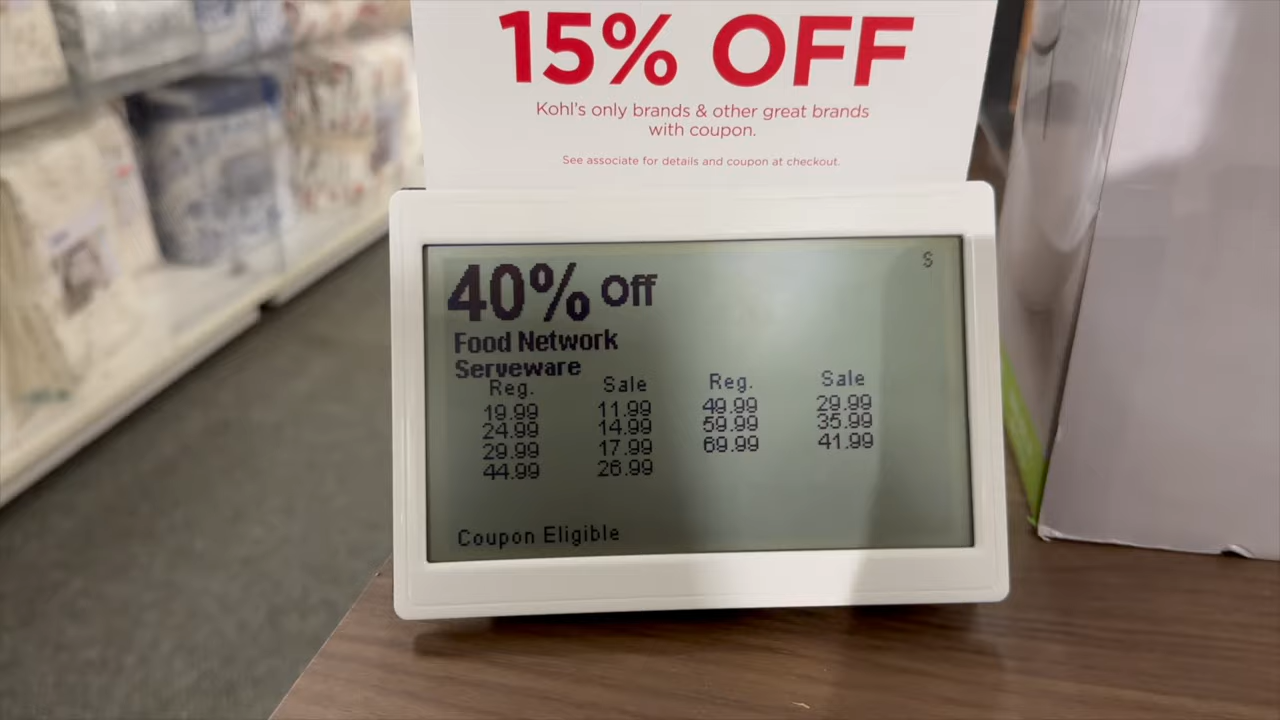 15% OFF
Kohl's only brands & other great brands
with coupon.
See associate for details and coupon at checkout.
S
40% Off
Food Network
Serveware
Reg. Sale Reg. Sale
19.99 11.99 49.99 29.99
24.99 14.99 59.99 35.99
29.99 17.99 69.99 41.99
44.99 26.99
Coupon Eligible